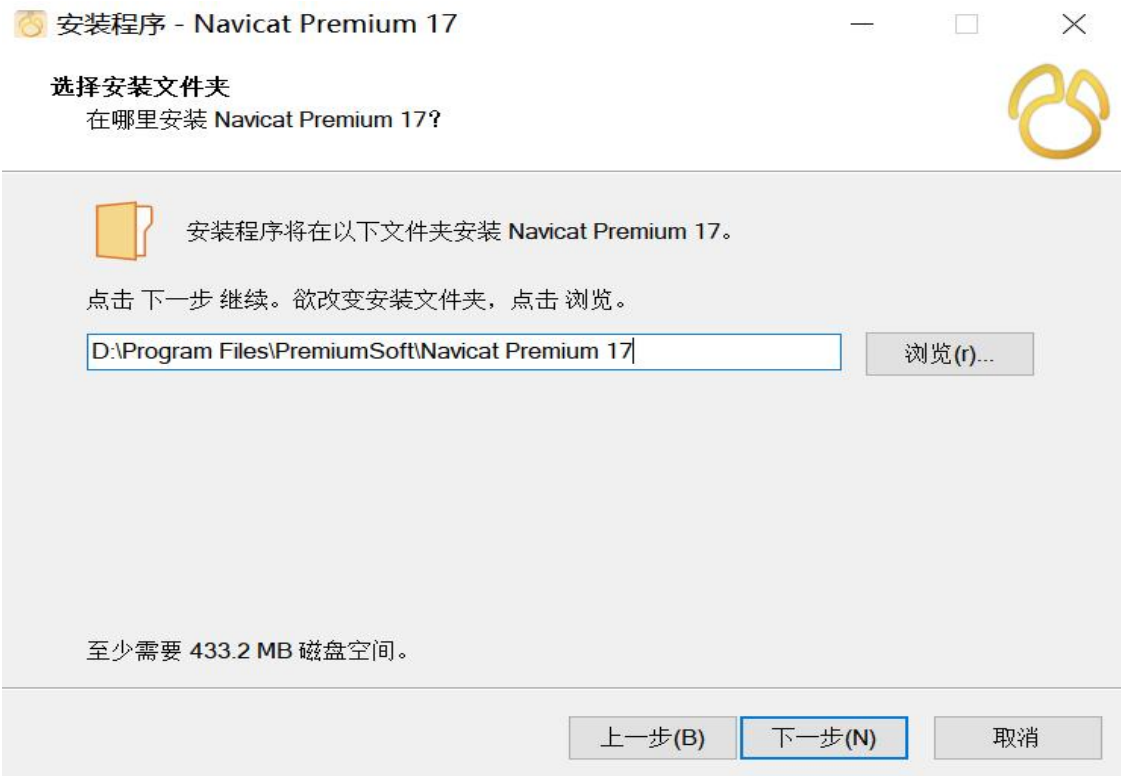 安装程序 - Navicat Premium 17
选择安装文件夹
在哪里安装 Navicat Premium 17?
安装程序将在以下文件夹安装 Navicat Premium 17。
点击 下一步 继续。欲改变安装文件夹，点击 浏览。
D:\Program Files\PremiumSoft\Navicat Premium 17
浏览(r)...
至少需要 433.2 MB 磁盘空间。
上一步(B)
下一步(N)
取消